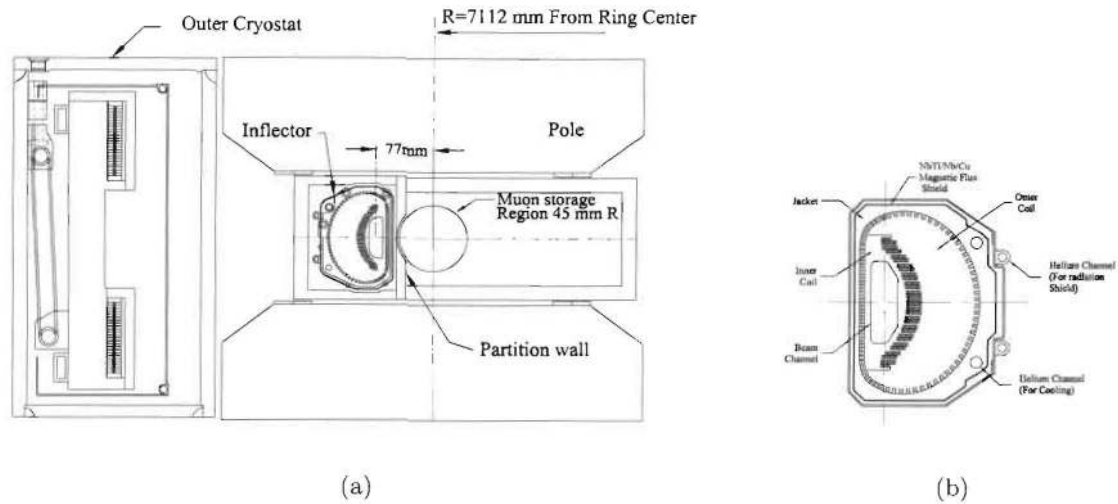 R=7112 mm From Ring Center
Outer Cryostat
Inflector
Pole
77mm
Muon storage
Region 45 mm R
Partition wall
(a)
NbTi/Nb/Cu
Magnetic Flux
Shield
Jacket
Outer
Coil
Inner
Coil
Helium Channel
(For radiation
Shield)
Beam
Channel
Helium Channel
(For Cooling)
(b)